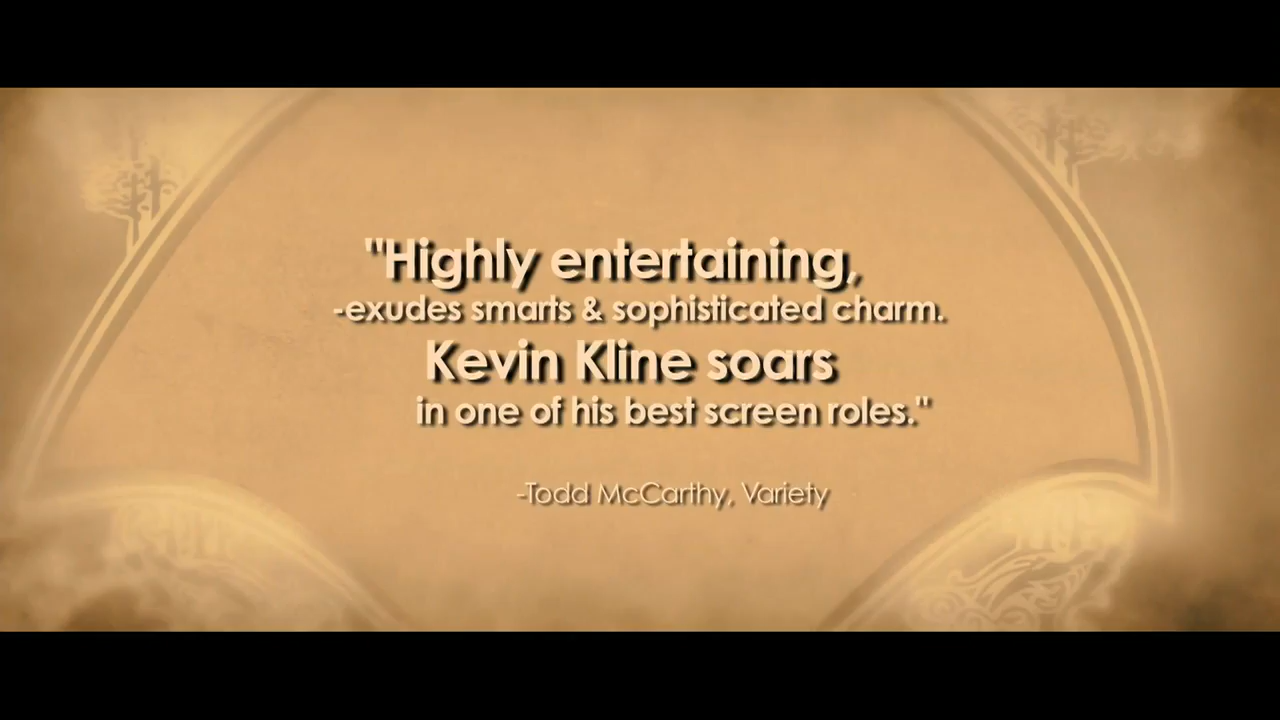 "Highly entertaining,
-exudes smarts & sophisticated charm.
Kevin Kline soars
in one of his best screen roles."
-Todd McCarthy, Variety